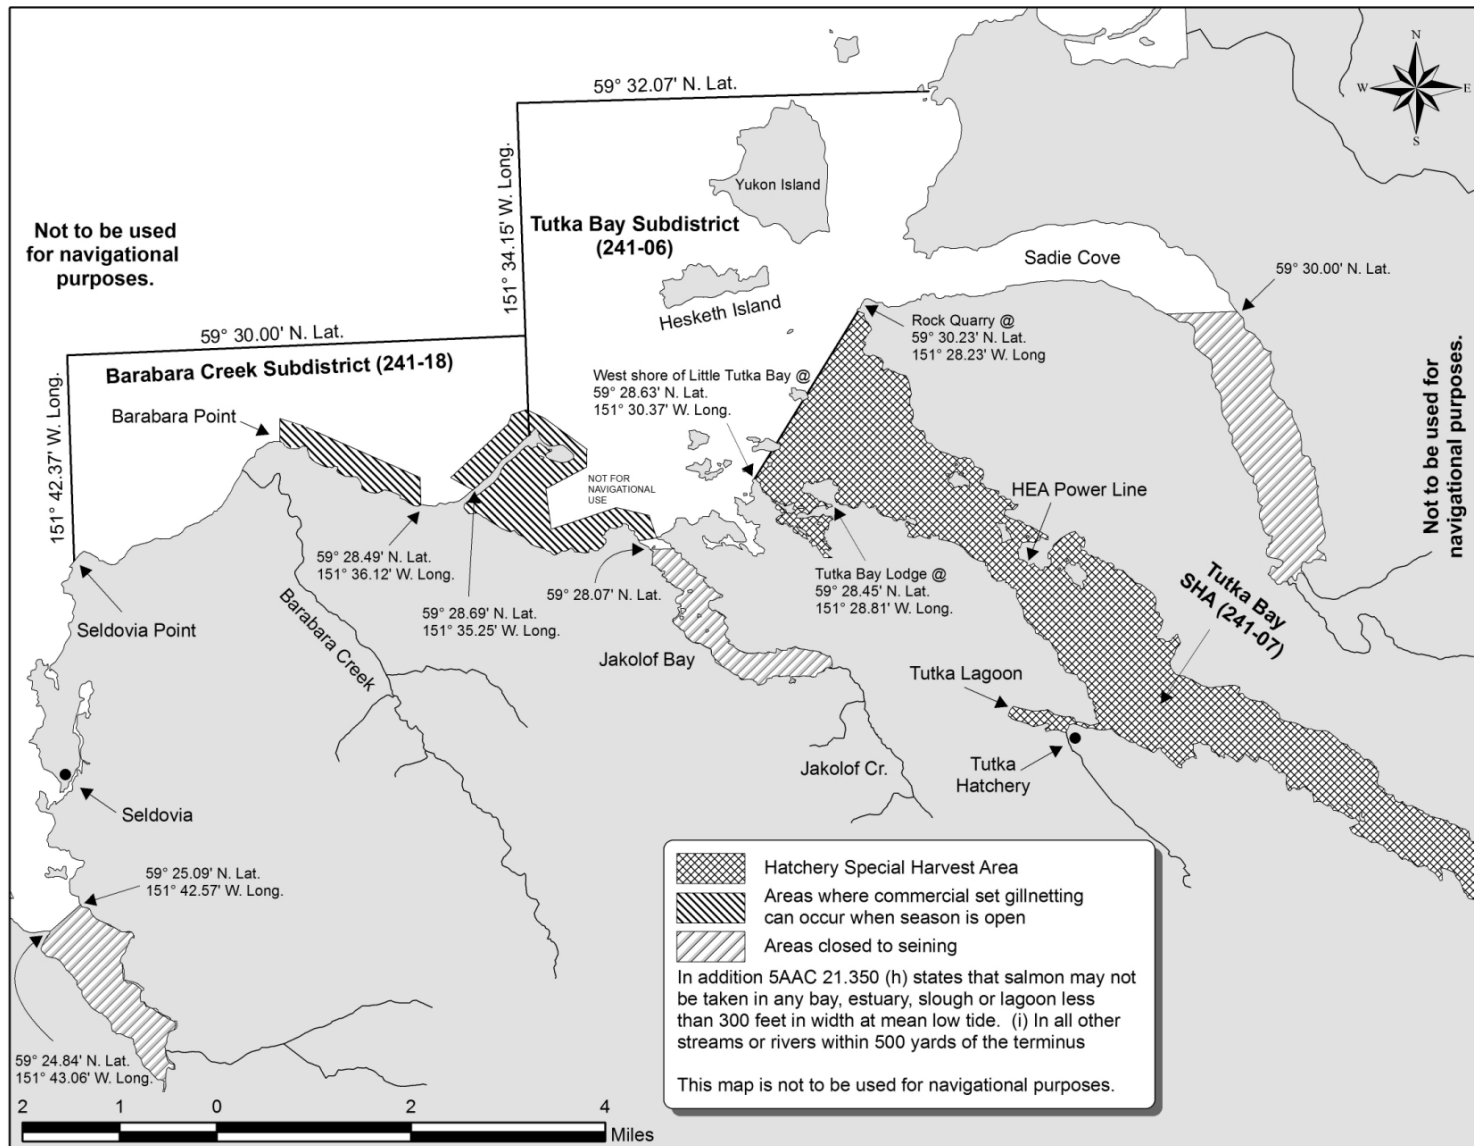 59° 32.07' N. Lat.
N
W
E
S
151° 34.15' W. Long.
Yukon Island
Not to be used
for navigational
purposes.
Tutka Bay Subdistrict
(241-06)
Sadie Cove
59° 30.00' N. Lat.
Hesketh Island
59° 30.00' N. Lat.
Rock Quarry @
59° 30.23' N. Lat.
151° 28.23' W. Long
Barabara Creek Subdistrict (241-18)
West shore of Little Tutka Bay @
59° 28.63' N. Lat.
151° 30.37' W. Long.
Not to be used for
navigational purposes.
151° 42.37' W. Long.
Barabara Point
NOT FOR
NAVIGATIONAL
USE
HEA Power Line
59° 28.49' N. Lat.
151° 36.12' W. Long.
59° 28.69' N. Lat.
151° 35.25' W. Long.
59° 28.07' N. Lat.
Tutka Bay Lodge @
59° 28.45' N. Lat.
151° 28.81' W. Long.
Tutka Bay
SHA (241-07)
Seldovia Point
Barabara Creek
Jakolof Bay
Tutka Lagoon
Jakolof Cr.
Tutka
Hatchery
Seldovia
59° 25.09' N. Lat.
151° 42.57' W. Long.
Hatchery Special Harvest Area
Areas where commercial set gillnetting
can occur when season is open
Areas closed to seining
In addition 5AAC 21.350 (h) states that salmon may not
be taken in any bay, estuary, slough or lagoon less
than 300 feet in width at mean low tide. (i) In all other
streams or rivers within 500 yards of the terminus
This map is not to be used for navigational purposes.
59° 24.84' N. Lat.
151° 43.06' W. Long.
2 1 0 2 4
Miles